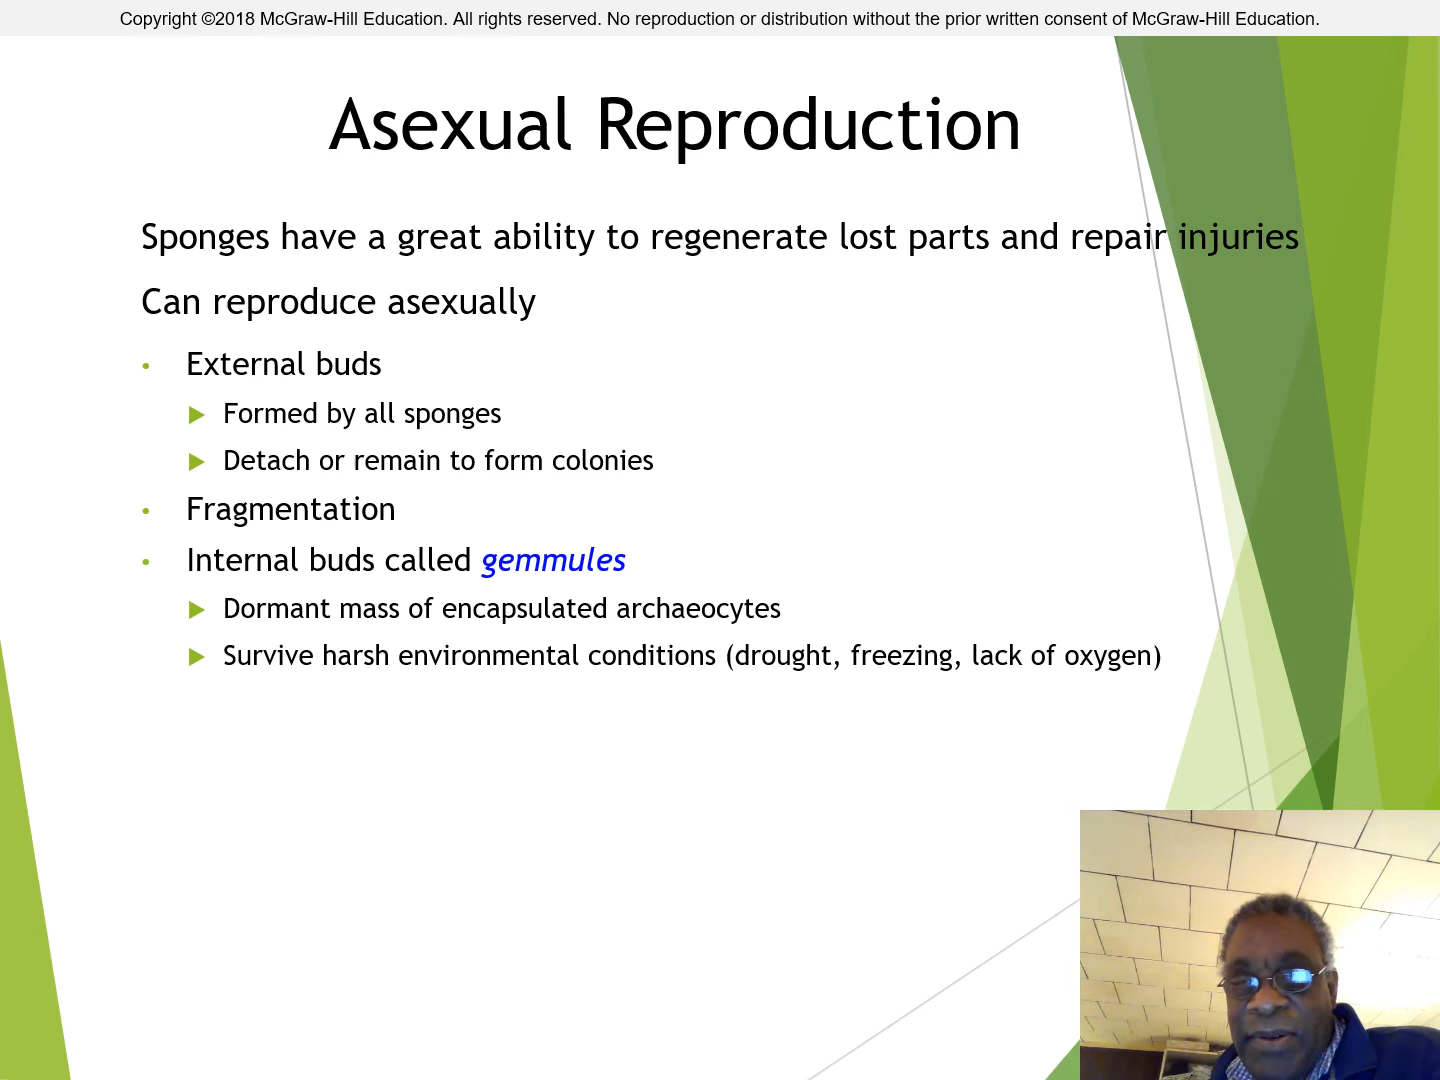 Copyright ©2018 McGraw-Hill Education. All rights reserved. No reproduction or distribution without the prior written consent of McGraw-Hill Education.
Asexual Reproduction
Sponges have a great ability to regenerate lost parts and repair injuries
Can reproduce asexually
• External buds
Formed by all sponges
Detach or remain to form colonies
• Fragmentation
• Internal buds called gemmules
Dormant mass of encapsulated archaeocytes
Survive harsh environmental conditions (drought, freezing, lack of oxygen)